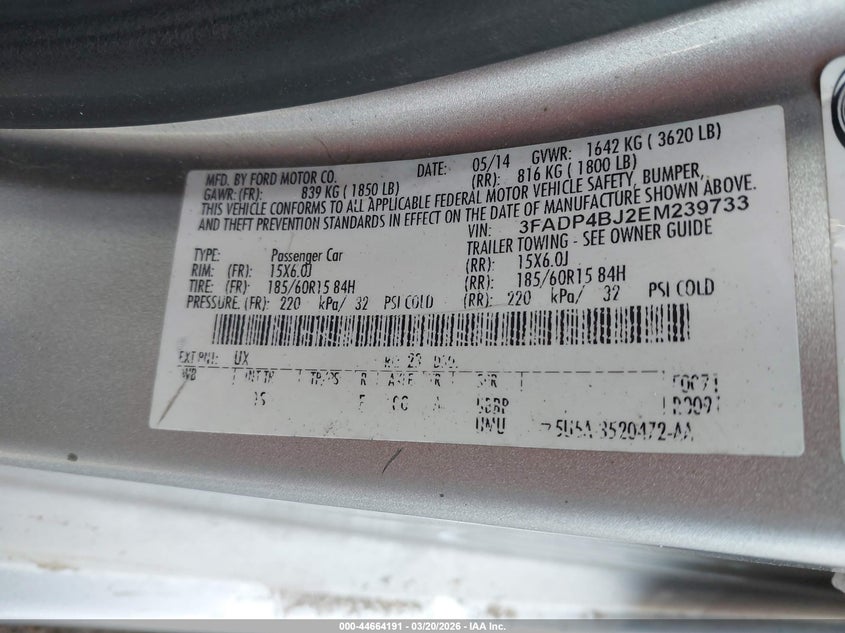 MFD. BY FORD MOTOR CO. DATE: 05/14 GVWR: 1642 KG ( 3620 LB)
GAWR:(FR): 839 KG ( 1850 LB) (RR): 816 KG ( 1800 LB)
THIS VEHICLE CONFORMS TO ALL APPLICABLE FEDERAL MOTOR VEHICLE SAFETY, BUMPER,
AND THEFT PREVENTION STANDARDS IN EFFECT ON THE DATE OF MANUFACTURE SHOWN ABOVE.
VIN: 3FADP4BJ2EM239733
TYPE: Passenger Car TRAILER TOWING - SEE OWNER GUIDE
RIM: (FR): 15X6.0J (RR): 15X6.0J
TIRE: (FR): 185/60R15 84H (RR): 185/60R15 84H
PRESSURE (FR): 220 kPa/ 32 PSI COLD (RR): 220 kPa/ 32 PSI COLD
EXT PNT: UX
WB
000-44664191 - 03/20/2026 - IAA Inc.